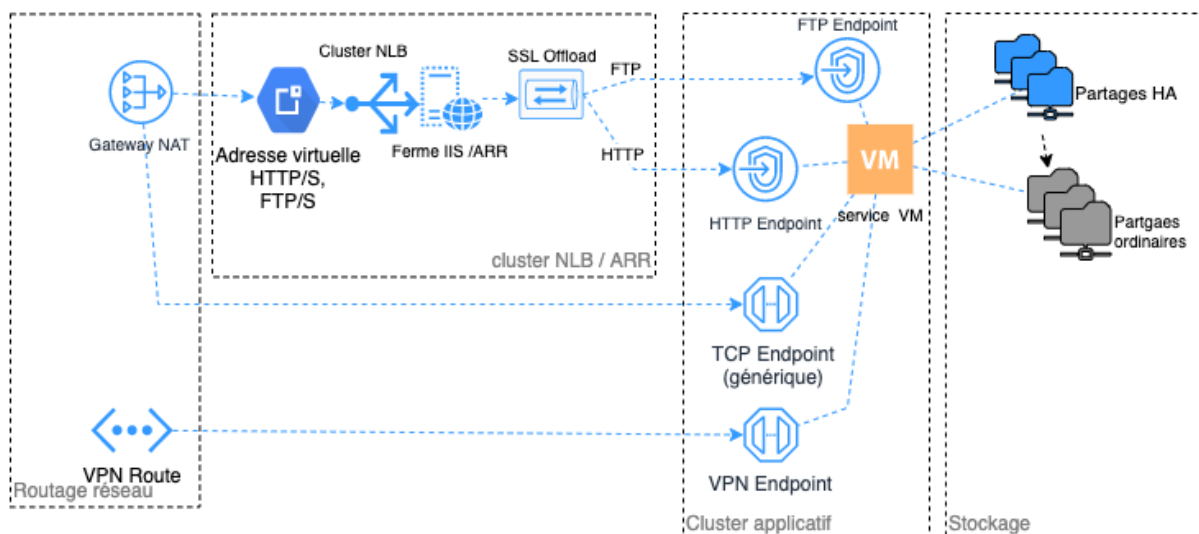 Gateway NAT
Adresse virtuelle
HTTP/S,
FTP/S
Cluster NLB
Ferme IIS /ARR
SSL Offload
FTP
HTTP
cluster NLB / ARR
VPN Route
Routage réseau
FTP Endpoint
HTTP Endpoint
VM
service VM
TCP Endpoint
(générique)
VPN Endpoint
Cluster applicatif
Partages HA
Partgaes
ordinaires
Stockage